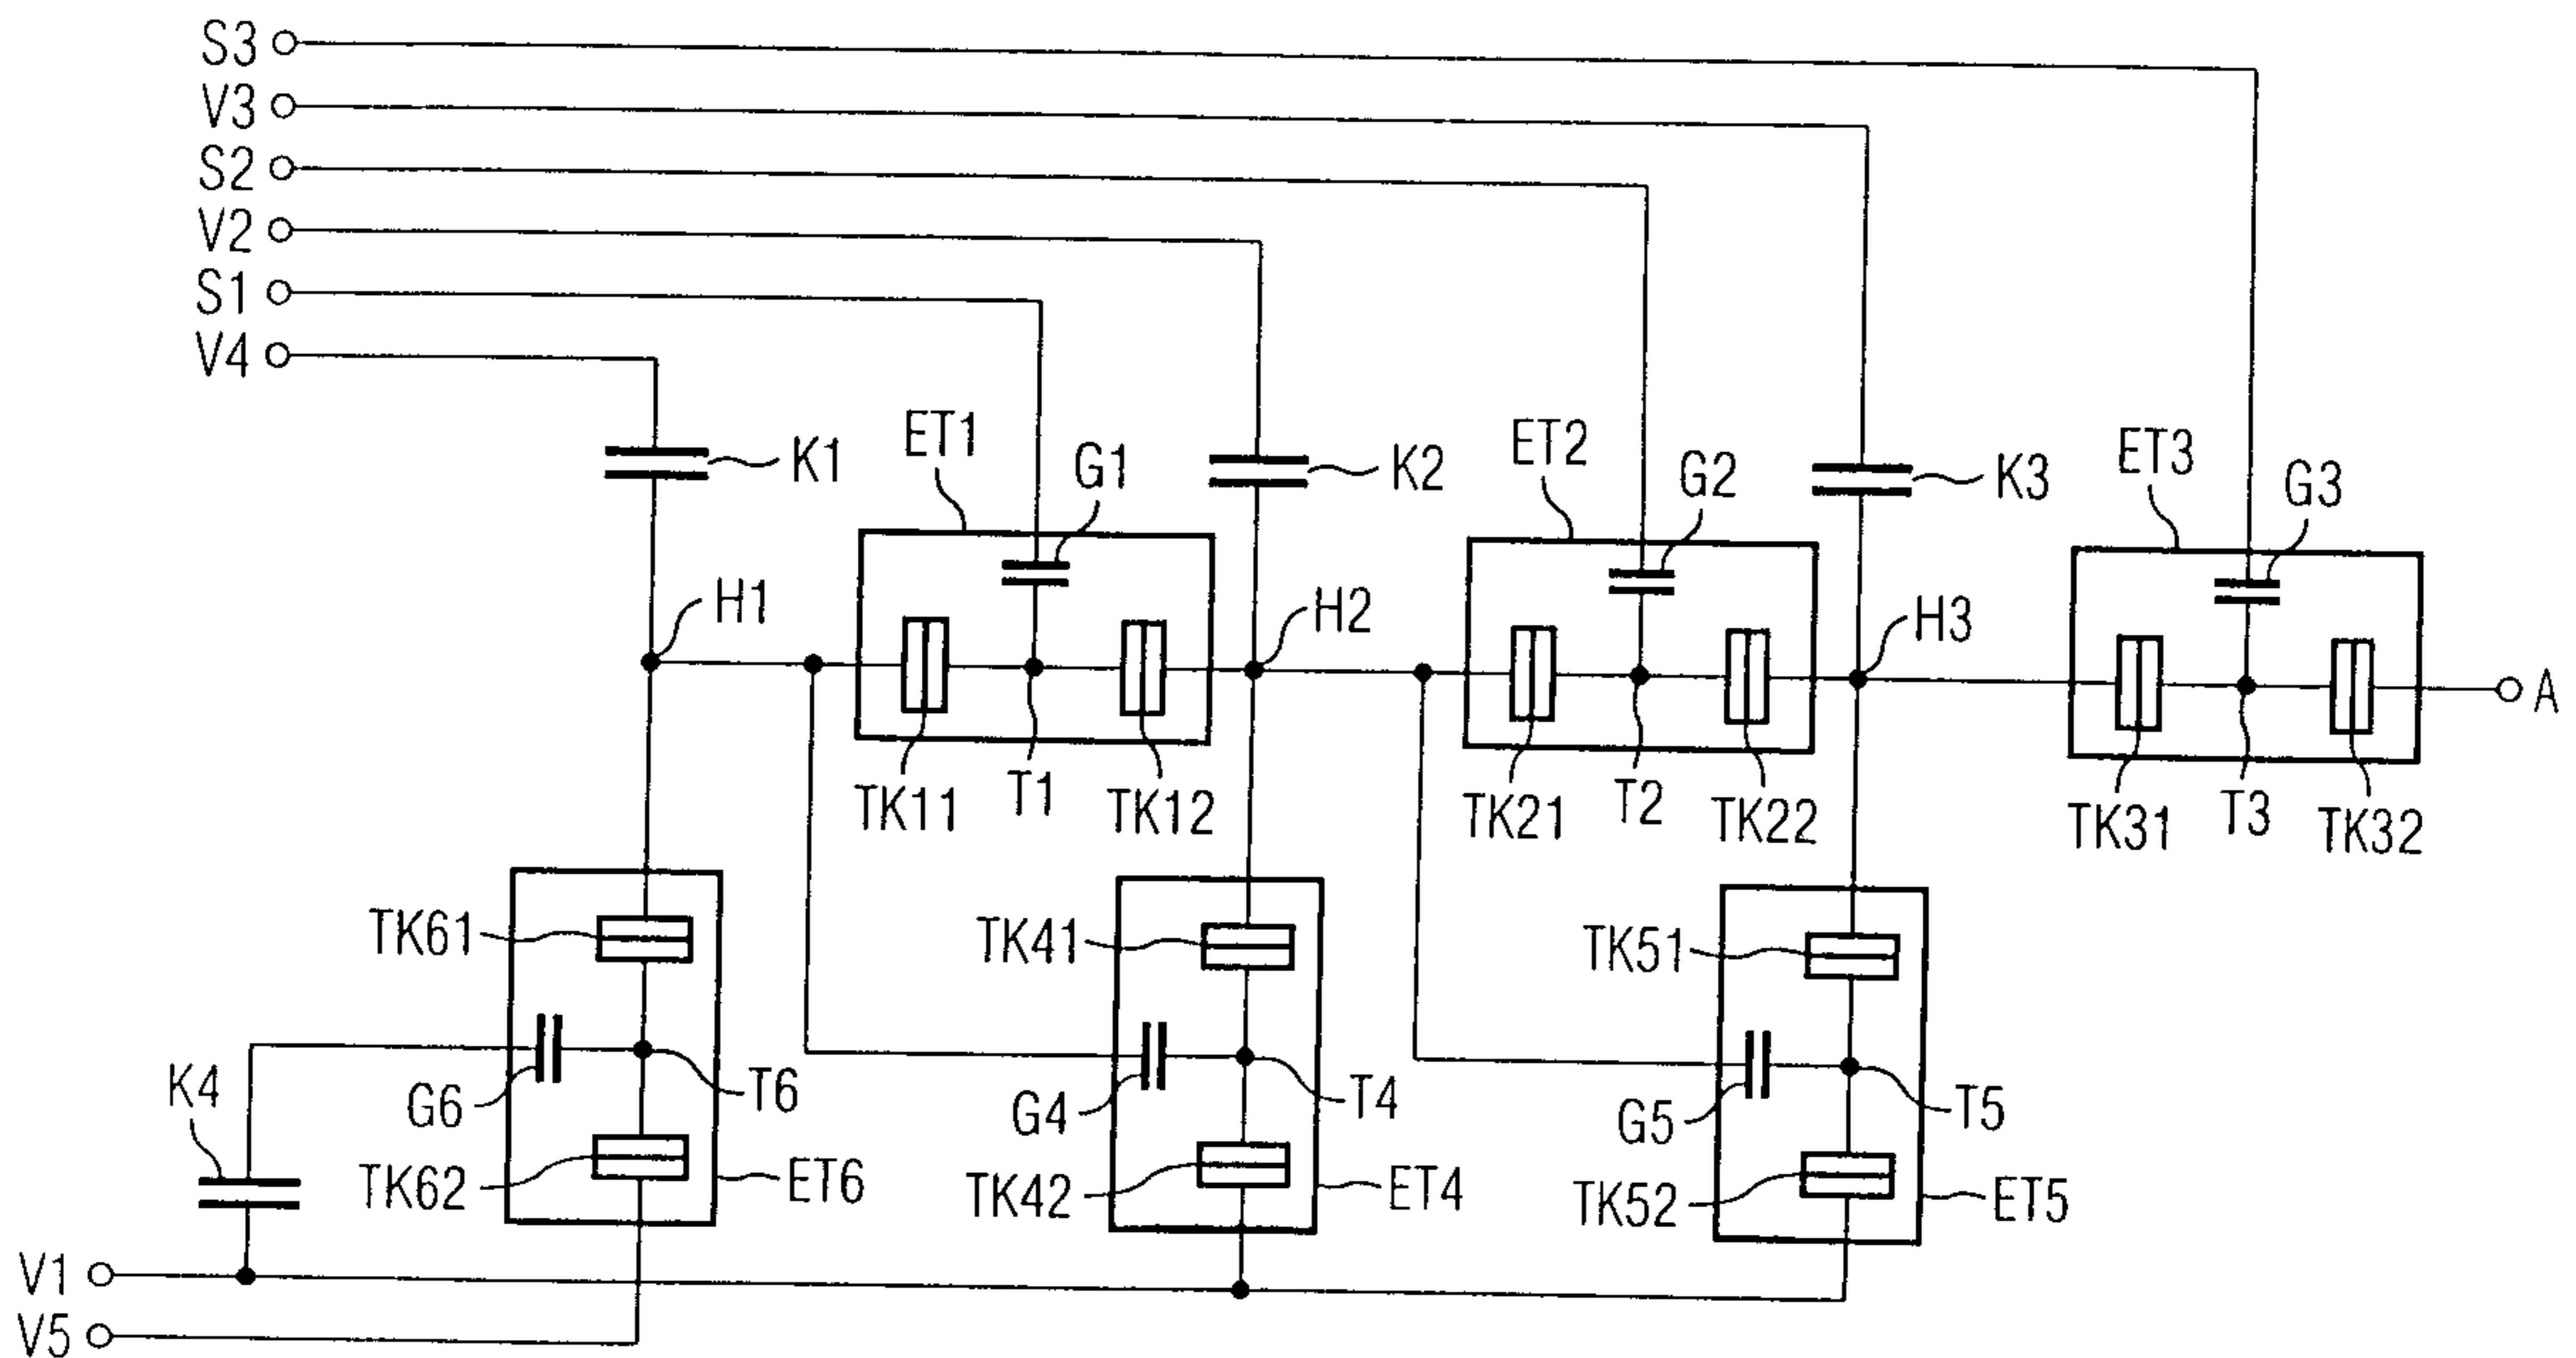 S3
V3
S2
V2
S1
V4
K1
ET1
G1
K2
ET2
G2
K3
ET3
G3
H1
H2
H3
A
TK11
T1
TK12
TK21
T2
TK22
TK31
T3
TK32
TK61
TK41
TK51
K4
G6
T6
G4
T4
G5
T5
TK62
ET6
TK42
ET4
TK52
ET5
V1
V5